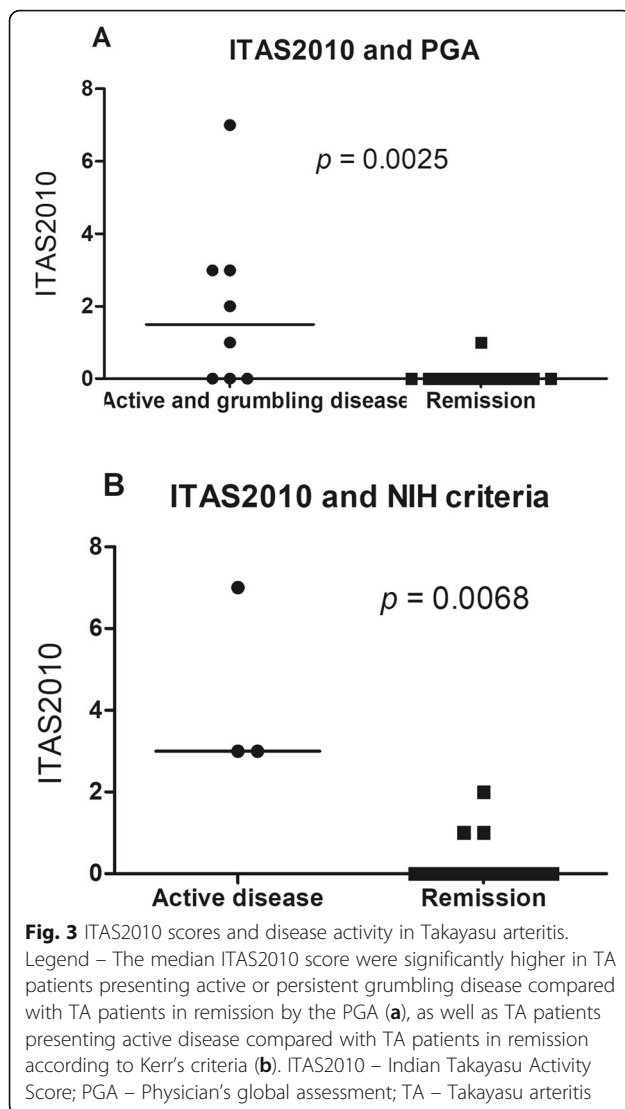 A
ITAS2010 and PGA
8
6
4
2
0
ITAS2010
p = 0.0025
Active and grumbling disease
Remission
B
ITAS2010 and NIH criteria
8
6
4
2
0
ITAS2010
p = 0.0068
Active disease
Remission
Fig. 3 ITAS2010 scores and disease activity in Takayasu arteritis.
Legend – The median ITAS2010 score were significantly higher in TA
patients presenting active or persistent grumbling disease compared
with TA patients in remission by the PGA (a), as well as TA patients
presenting active disease compared with TA patients in remission
according to Kerr's criteria (b). ITAS2010 – Indian Takayasu Activity
Score; PGA – Physician's global assessment; TA – Takayasu arteritis